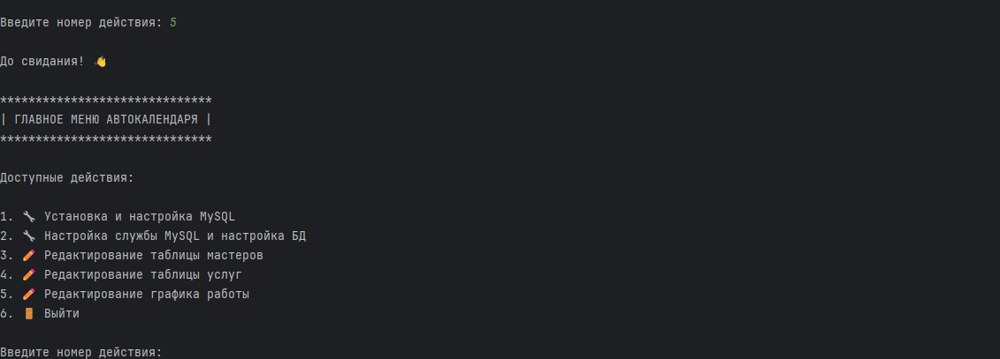 Введите номер действия: 5
До свидания! 👋
******************************
| ГЛАВНОЕ МЕНЮ АВТОКАЛЕНДАРЯ |
******************************
Доступные действия:
1. 🔧 Установка и настройка MySQL
2. 🔧 Настройка службы MySQL и настройка БД
3. ✏️ Редактирование таблицы мастеров
4. ✏️ Редактирование таблицы услуг
5. ✏️ Редактирование графика работы
6. 🚪 Выйти
Введите номер действия: